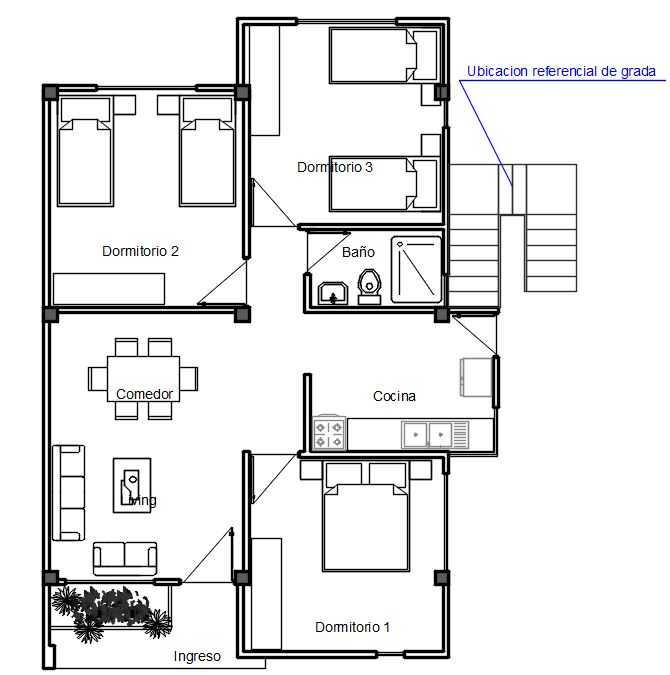 Ubicacion referencial de grada
Dormitorio 3
Dormitorio 2
Baño
Comedor
Cocina
Living
Dormitorio 1
Ingreso